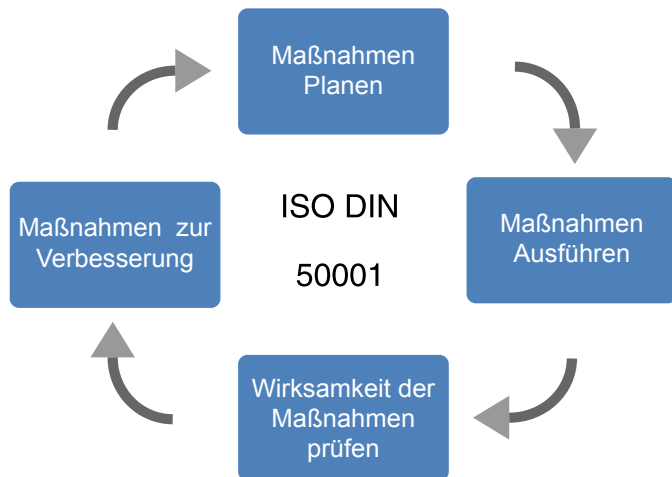 Maßnahmen
Planen
Maßnahmen zur
Verbesserung
ISO DIN
50001
Maßnahmen
Ausführen
Wirksamkeit der
Maßnahmen
prüfen